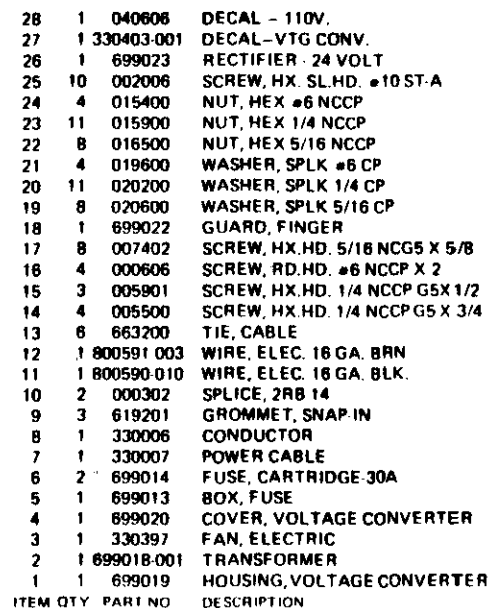 28 1 040606 DECAL - 110V.
27 1 330403-001 DECAL-VTG CONV.
26 1 699023 RECTIFIER - 24 VOLT
25 10 002006 SCREW, HX. SL.HD. #10 ST-A
24 4 015400 NUT, HEX #6 NCCP
23 11 015900 NUT, HEX 1/4 NCCP
22 8 016500 NUT, HEX 5/16 NCCP
21 4 019600 WASHER, SPLK #6 CP
20 11 020200 WASHER, SPLK 1/4 CP
19 8 020600 WASHER, SPLK 5/16 CP
18 1 699022 GUARD, FINGER
17 8 007402 SCREW, HX.HD. 5/16 NCG5 X 5/8
16 4 000606 SCREW, RD.HD. #6 NCCP X 2
15 3 005901 SCREW, HX.HD. 1/4 NCCP G5X 1/2
14 4 005500 SCREW, HX.HD. 1/4 NCCP G5 X 3/4
13 6 663200 TIE, CABLE
12 1 800591 003 WIRE, ELEC. 16 GA. BRN
11 1 800590-010 WIRE, ELEC. 16 GA. BLK.
10 2 000302 SPLICE, 2RB 14
9 3 619201 GROMMET, SNAP-IN
8 1 330006 CONDUCTOR
7 1 330007 POWER CABLE
6 2 699014 FUSE, CARTRIDGE-30A
5 1 699013 BOX, FUSE
4 1 699020 COVER, VOLTAGE CONVERTER
3 1 330397 FAN, ELECTRIC
2 1 699018-001 TRANSFORMER
1 1 699019 HOUSING, VOLTAGE CONVERTER
ITEM QTY PART NO DESCRIPTION